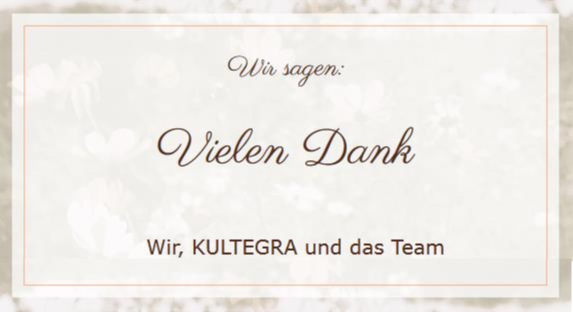 Wir sagen:
Vielen Dank
Wir, KULTEGRA und das Team